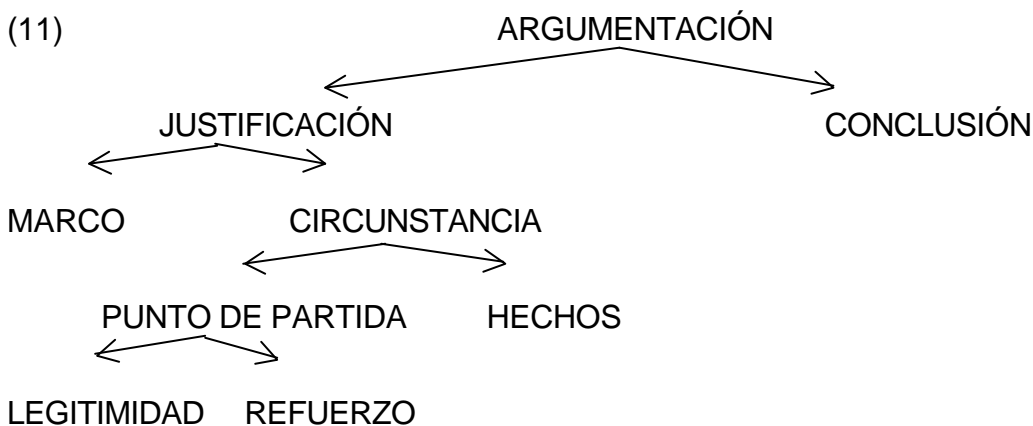 (11) ARGUMENTACIÓN
JUSTIFICACIÓN CONCLUSIÓN
MARCO CIRCUNSTANCIA
PUNTO DE PARTIDA HECHOS
LEGITIMIDAD REFUERZO